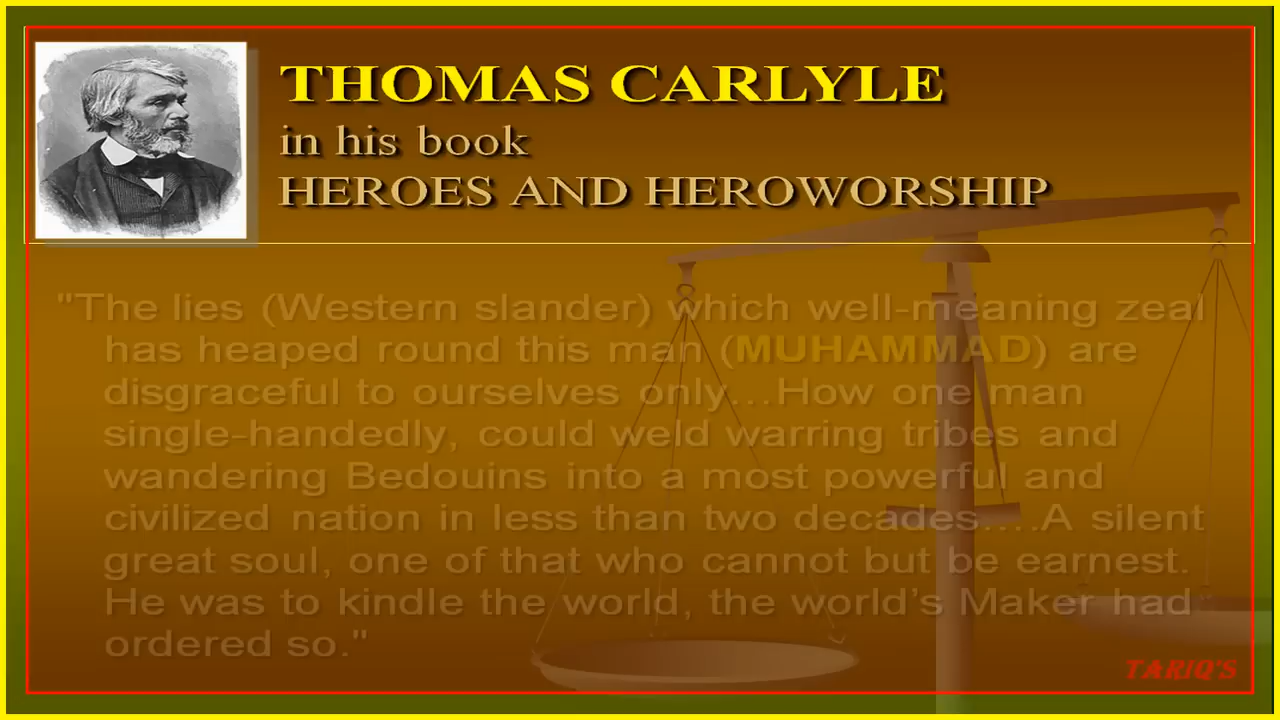 THOMAS CARLYLE
in his book
HEROES AND HEROWORSHIP
"The lies (Western slander) which well-meaning zeal
has heaped round this man (MUHAMMAD) are
disgraceful to ourselves only…How one man
single-handedly, could weld warring tribes and
wandering Bedouins into a most powerful and
civilized nation in less than two decades….A silent
great soul, one of that who cannot but be earnest.
He was to kindle the world, the world’s Maker had
ordered so."
TARIQ'S